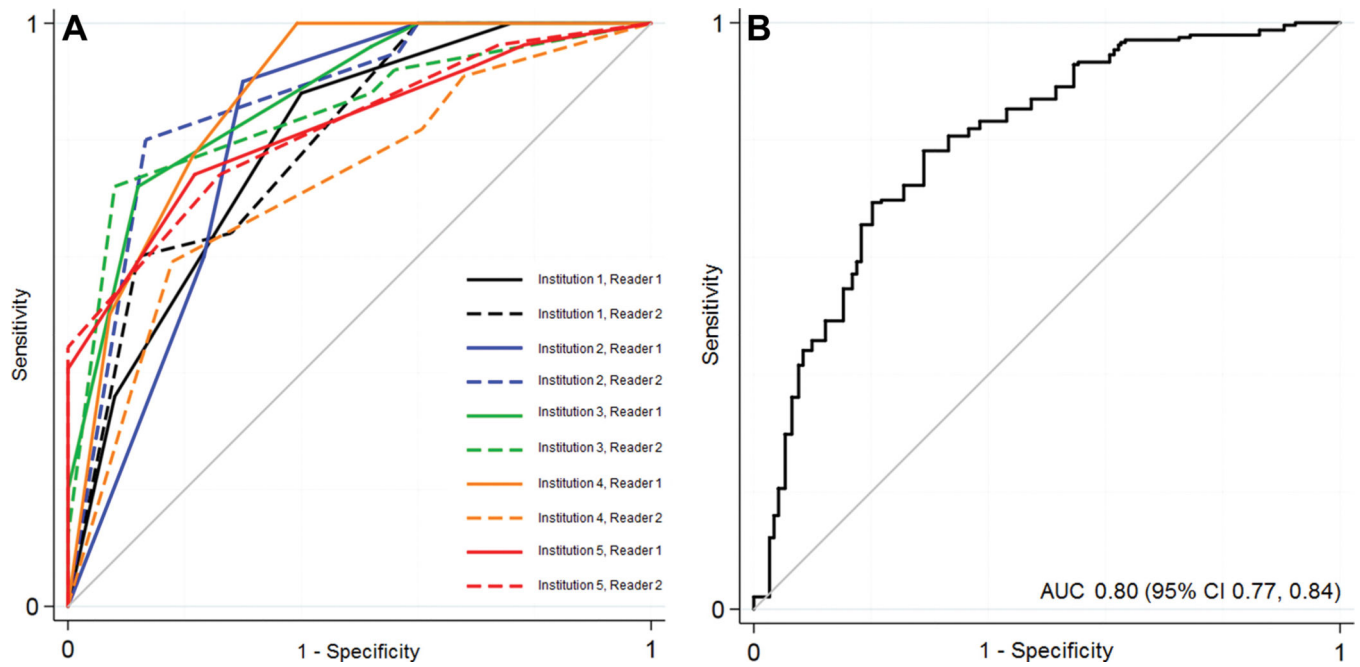 A
1
Sensitivity
Institution 1, Reader 1
Institution 1, Reader 2
Institution 2, Reader 1
Institution 2, Reader 2
Institution 3, Reader 1
Institution 3, Reader 2
Institution 4, Reader 1
Institution 4, Reader 2
Institution 5, Reader 1
Institution 5, Reader 2
0
0
1 - Specificity
1
B
1
Sensitivity
AUC 0.80 (95% CI 0.77, 0.84)
0
0
1 - Specificity
1